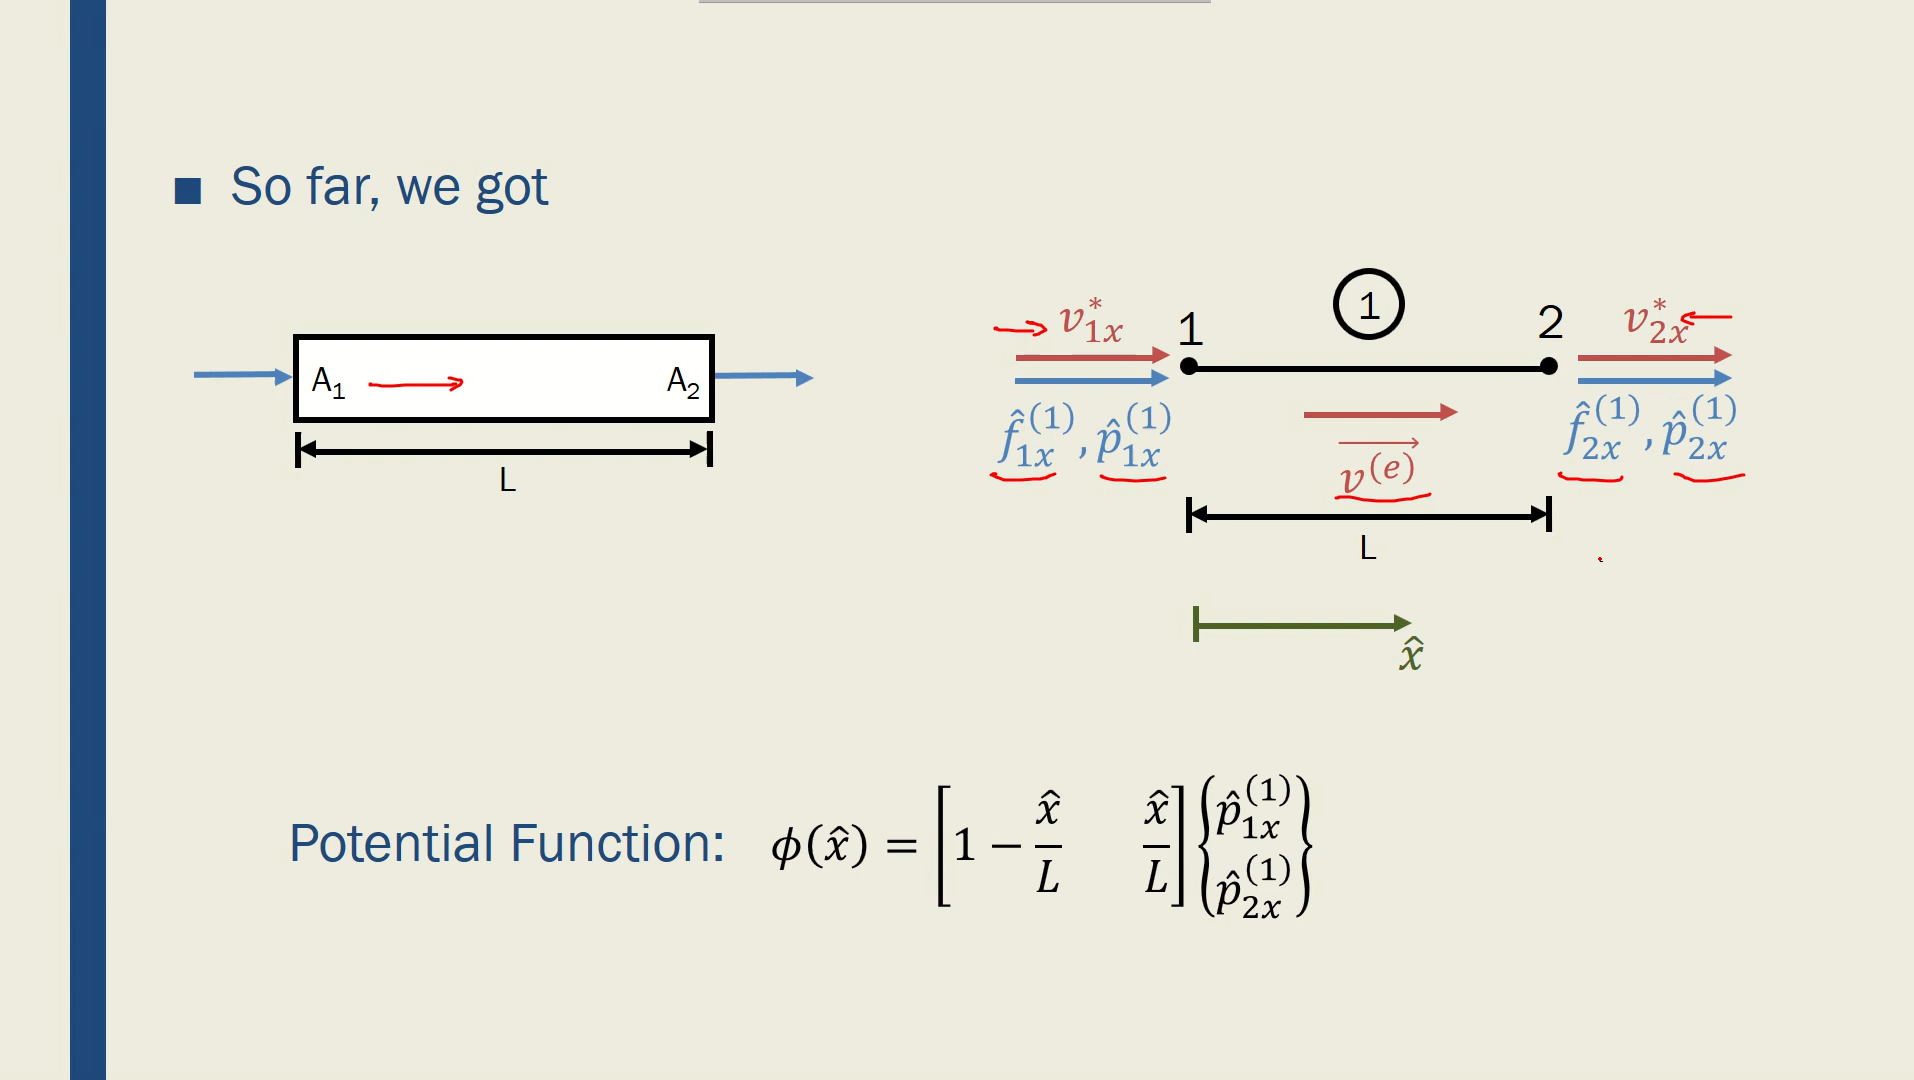 ■ So far, we got
A₁ A₂
L
v*₁ₓ 1 ① 2 v*₂ₓ
f̂₁ₓ⁽¹⁾, p̂₁ₓ⁽¹⁾ f̂₂ₓ⁽¹⁾, p̂₂ₓ⁽¹⁾
v⃗⁽ᵉ⁾
L
x̂
Potential Function: ϕ(x̂) = [1 − x̂/L x̂/L] {p̂₁ₓ⁽¹⁾ p̂₂ₓ⁽¹⁾}